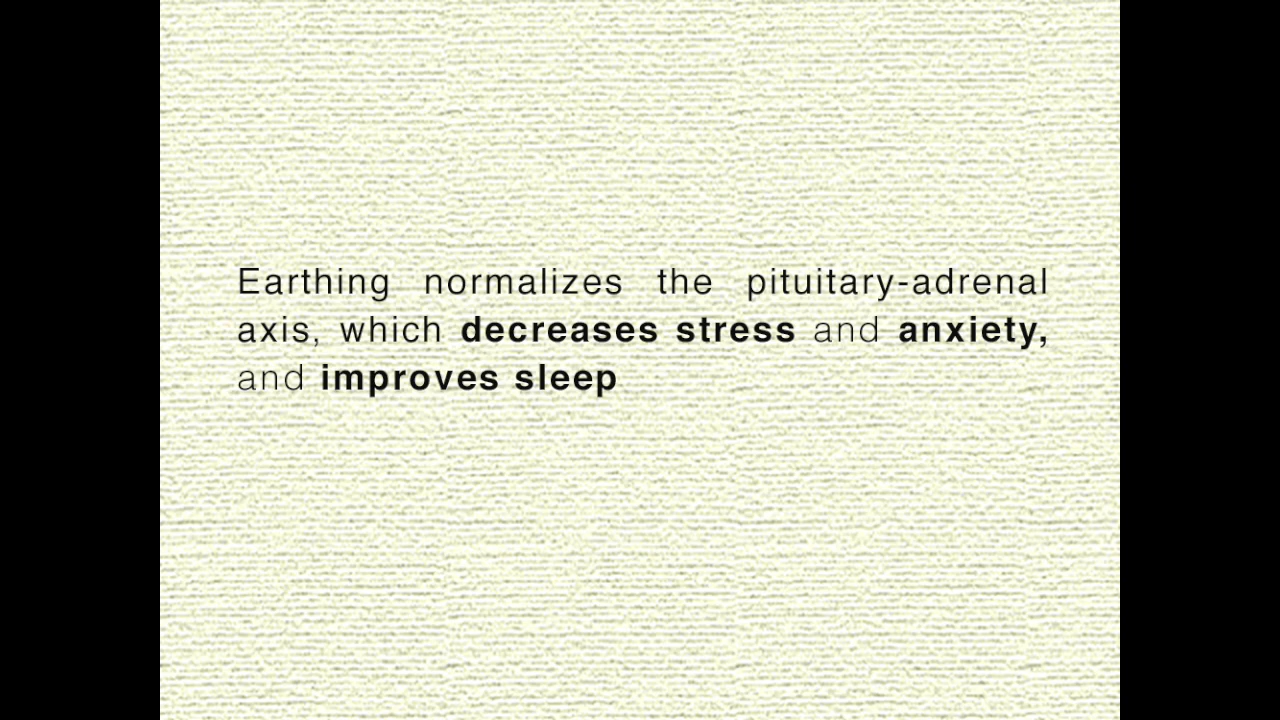 Earthing normalizes the pituitary-adrenal
axis, which decreases stress and anxiety,
and improves sleep